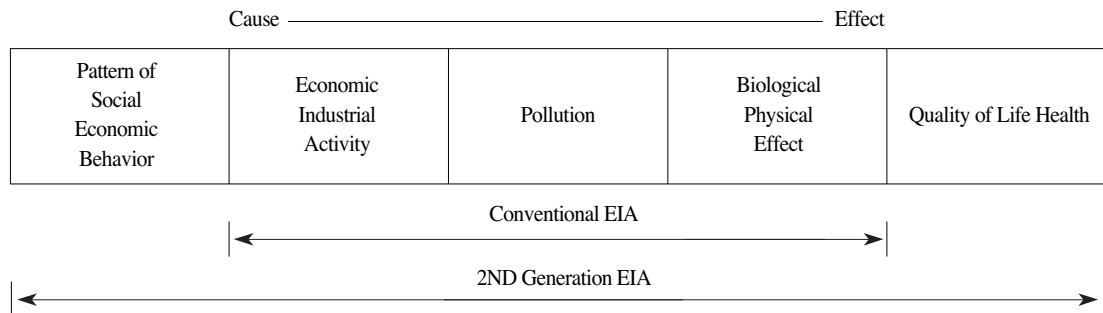 Cause Effect
Pattern of
Social
Economic
Behavior
Economic
Industrial
Activity
Pollution
Biological
Physical
Effect
Quality of Life Health
Conventional EIA
2ND Generation EIA